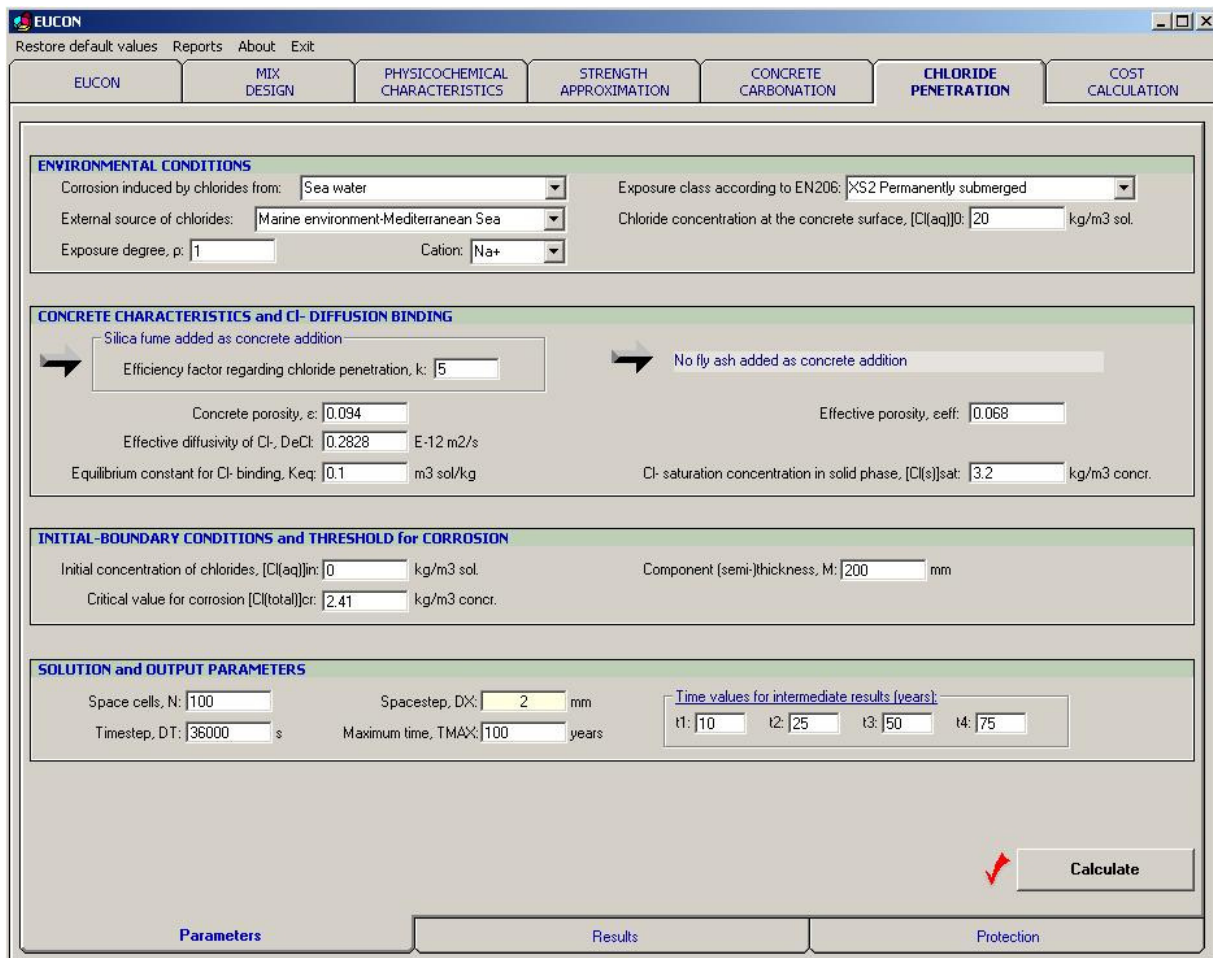 EUCON
Restore default values Reports About Exit
EUCON MIX DESIGN PHYSICOCHEMICAL CHARACTERISTICS STRENGTH APPROXIMATION CONCRETE CARBONATION CHLORIDE PENETRATION COST CALCULATION
ENVIRONMENTAL CONDITIONS
Corrosion induced by chlorides from: Sea water Exposure class according to EN206: XS2 Permanently submerged
External source of chlorides: Marine environment-Mediterranean Sea Chloride concentration at the concrete surface, [Cl(aq)]0: 20 kg/m3 sol.
Exposure degree, ρ: 1 Cation: Na+
CONCRETE CHARACTERISTICS and Cl- DIFFUSION BINDING
Silica fume added as concrete addition
Efficiency factor regarding chloride penetration, k: 5 No fly ash added as concrete addition
Concrete porosity, ε: 0.094 Effective porosity, εeff: 0.068
Effective diffusivity of Cl-, DeCl: 0.2828 E-12 m2/s
Equilibrium constant for Cl- binding, Keq: 0.1 m3 sol/kg Cl- saturation concentration in solid phase, [Cl(s)]sat: 3.2 kg/m3 concr.
INITIAL-BOUNDARY CONDITIONS and THRESHOLD for CORROSION
Initial concentration of chlorides, [Cl(aq)]in: 0 kg/m3 sol. Component (semi-)thickness, M: 200 mm
Critical value for corrosion [Cl(total)]cr: 2.41 kg/m3 concr.
SOLUTION and OUTPUT PARAMETERS
Space cells, N: 100 Spacestep, DX: 2 mm Time values for intermediate results (years):
Timestep, DT: 36000 s Maximum time, TMAX: 100 years t1: 10 t2: 25 t3: 50 t4: 75
Calculate
Parameters Results Protection